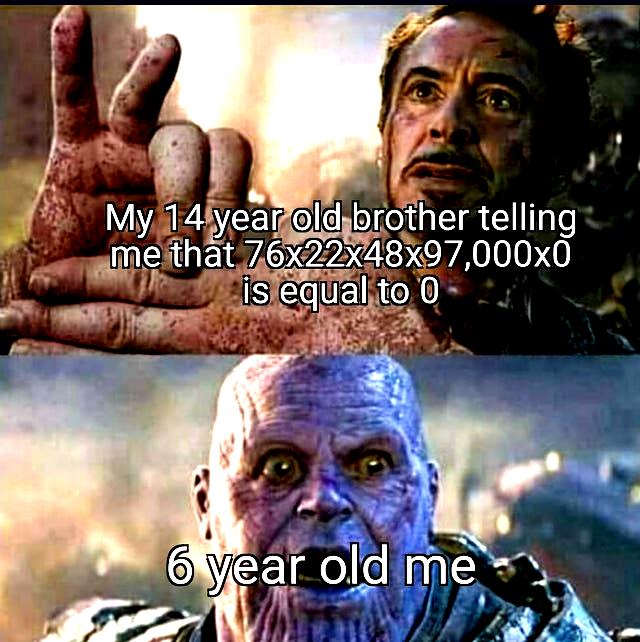 My 14 year old brother telling
me that 76x22x48x97,000x0
is equal to 0
6 year old me